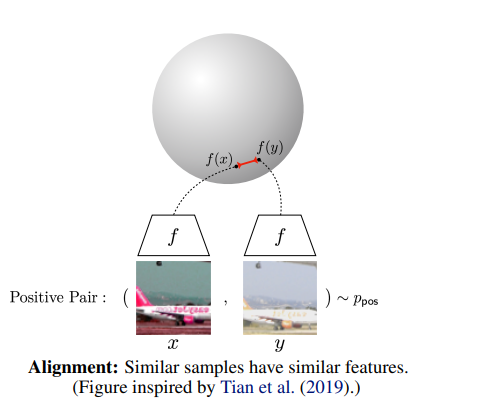 f(x) f(y)
f f
Positive Pair : ( , ) ∼ p_pos
x y
Alignment: Similar samples have similar features.
(Figure inspired by Tian et al. (2019).)